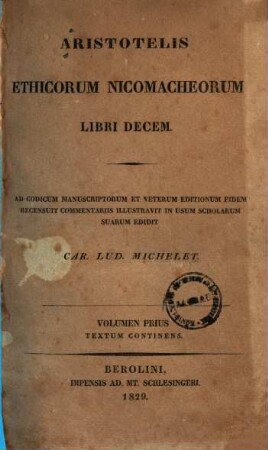 ARISTOTELIS
ETHICORUM NICOMACHEORUM
LIBRI DECEM.
AD CODICUM MANUSCRIPTORUM ET VETERUM EDITIONUM FIDEM
RECENSUIT COMMENTARIIS ILLUSTRAVIT IN USUM SCHOLARUM
SUARUM EDIDIT
CAR. LUD. MICHELET.
VOLUMEN PRIUS
TEXTUM CONTINENS.
BEROLINI,
IMPENSIS AD. MT. SCHLESINGERI.
1829.